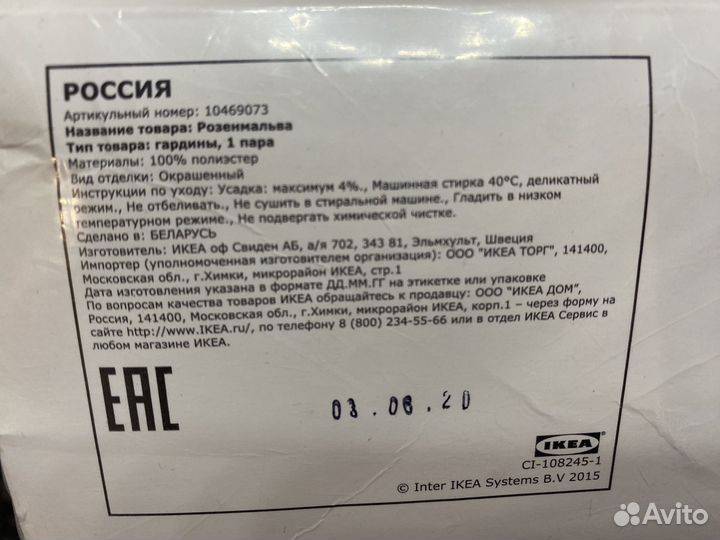 РОССИЯ
Артикульный номер: 10469073
Название товара: Розенмальва
Тип товара: гардины, 1 пара
Материалы: 100% полиэстер
Вид отделки: Окрашенный
Инструкции по уходу: Усадка: максимум 4%., Машинная стирка 40°C, деликатный
режим., Не отбеливать., Не сушить в стиральной машине., Гладить в низком
температурном режиме., Не подвергать химической чистке.
Сделано в: БЕЛАРУСЬ
Изготовитель: ИКЕА оф Свиден АБ, а/я 702, 343 81, Эльмхульт, Швеция
Импортер (уполномоченная изготовителем организация): ООО "ИКЕА ТОРГ", 141400,
Московская обл., г.Химки, микрорайон ИКЕА, стр.1
Дата изготовления указана в формате ДД.ММ.ГГ на этикетке или упаковке
По вопросам качества товаров ИКЕА обращайтесь к продавцу: ООО "ИКЕА ДОМ",
Россия, 141400, Московская обл., г.Химки, микрорайон ИКЕА, корп.1 – через форму на
сайте http://www.IKEA.ru/, по телефону 8 (800) 234-55-66 или в отдел ИКЕА Сервис в
любом магазине ИКЕА.
EAC
03.06.20
IKEA
CI-108245-1
© Inter IKEA Systems B.V 2015
Avito